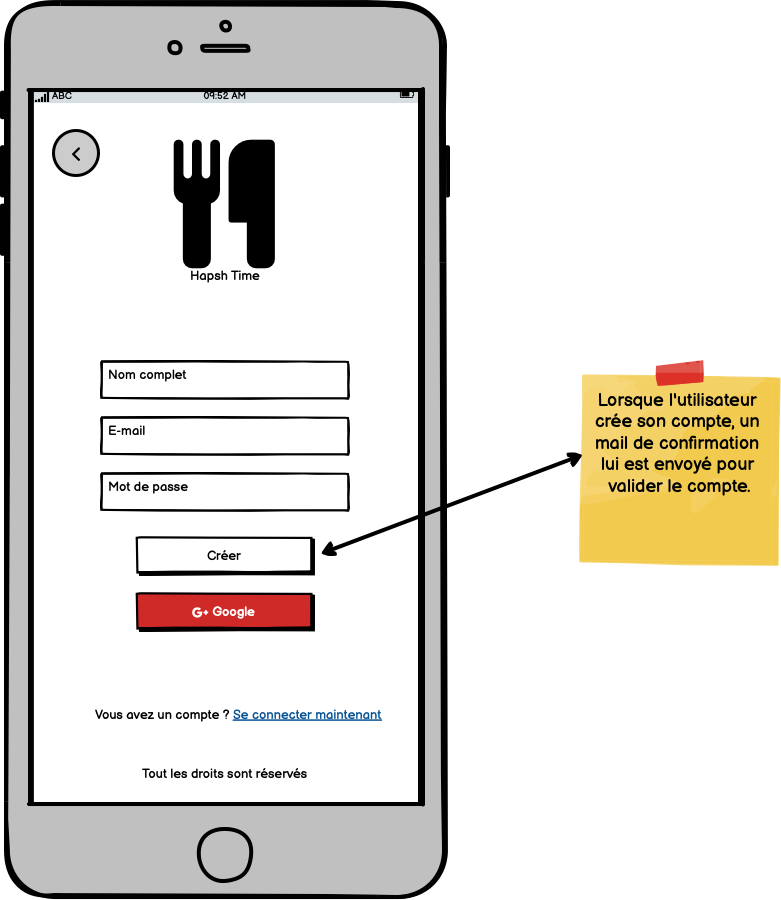 ABC 09:52 AM
Hapsh Time
Nom complet
E-mail
Mot de passe
Créer
G+ Google
Vous avez un compte ? Se connecter maintenant
Tout les droits sont réservés
Lorsque l'utilisateur
crée son compte, un
mail de confirmation
lui est envoyé pour
valider le compte.